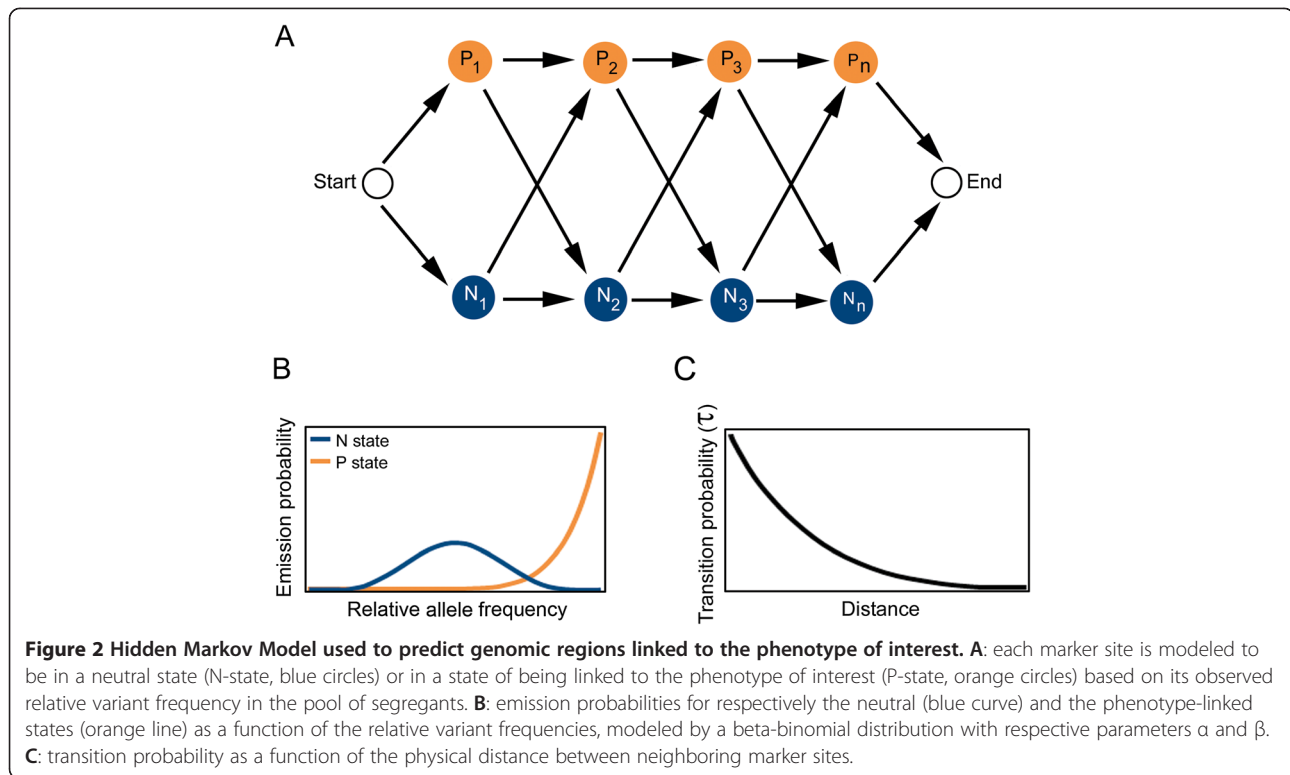 A
P1 P2 P3 Pn
Start End
N1 N2 N3 Nn
B
Emission probability
N state
P state
Relative allele frequency
C
Transition probability (τ)
Distance
Figure 2 Hidden Markov Model used to predict genomic regions linked to the phenotype of interest. A: each marker site is modeled to
be in a neutral state (N-state, blue circles) or in a state of being linked to the phenotype of interest (P-state, orange circles) based on its observed
relative variant frequency in the pool of segregants. B: emission probabilities for respectively the neutral (blue curve) and the phenotype-linked
states (orange line) as a function of the relative variant frequencies, modeled by a beta-binomial distribution with respective parameters α and β.
C: transition probability as a function of the physical distance between neighboring marker sites.